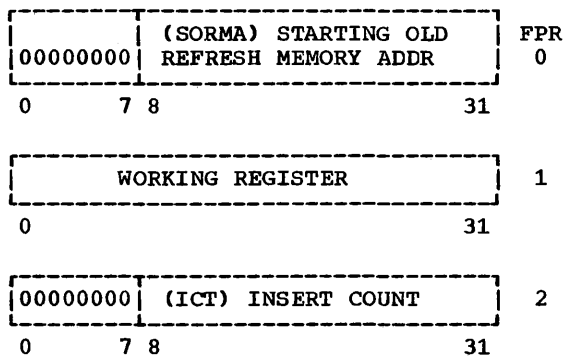 (SORMA) STARTING OLD FPR
00000000 REFRESH MEMORY ADDR 0
0 7 8 31
WORKING REGISTER 1
0 31
00000000 (ICT) INSERT COUNT 2
0 7 8 31